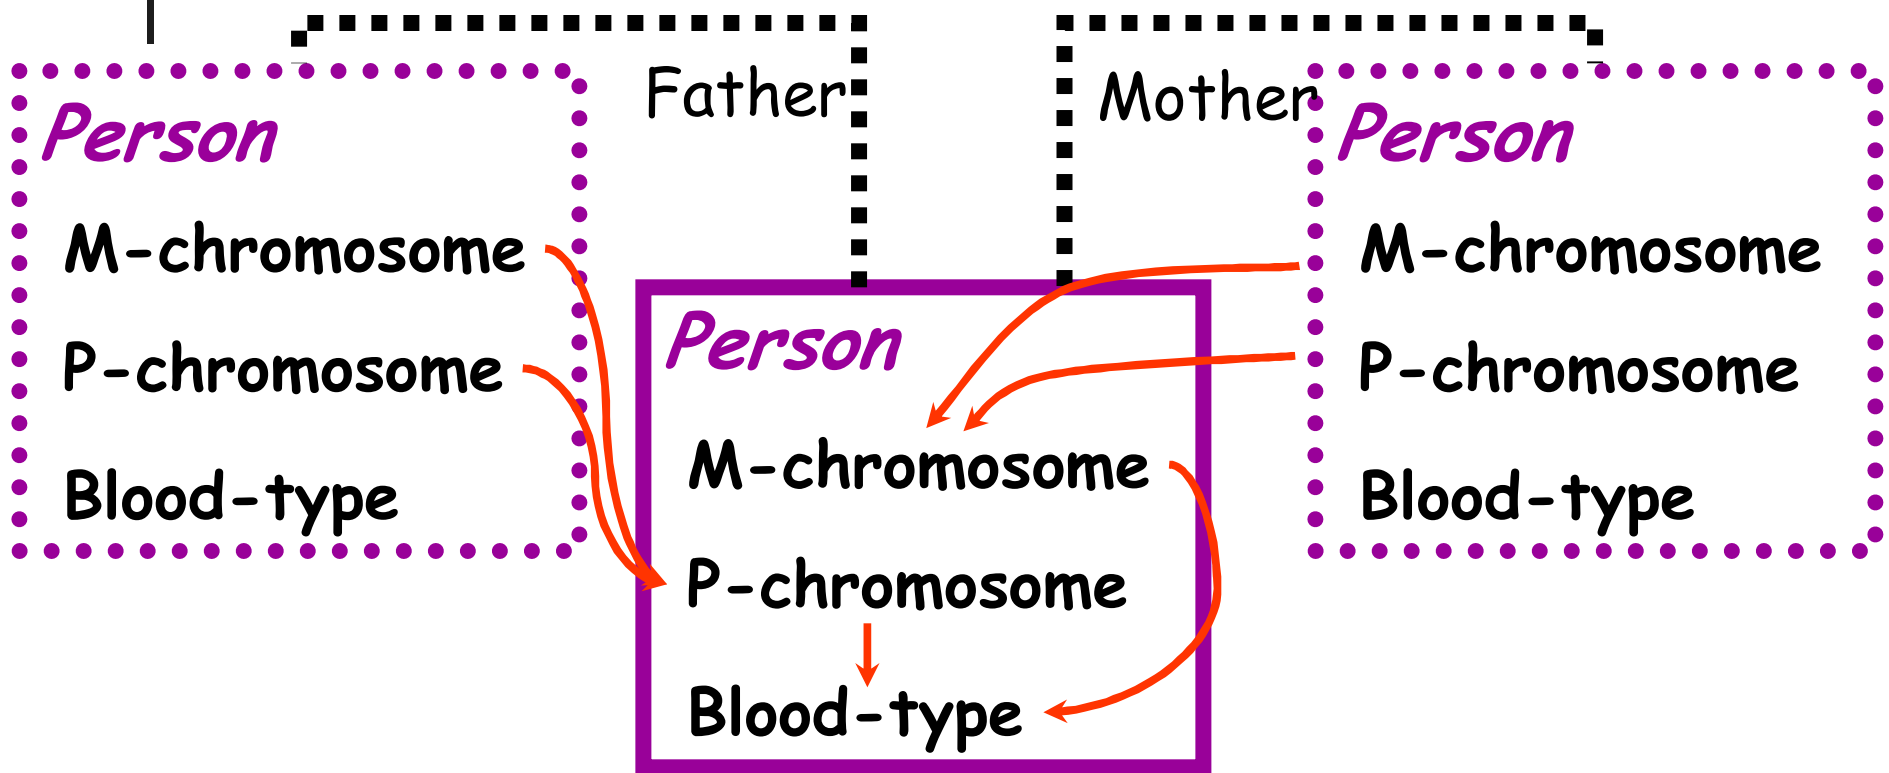 Father
Mother
Person
M-chromosome
P-chromosome
Blood-type
Person
M-chromosome
P-chromosome
Blood-type
Person
M-chromosome
P-chromosome
Blood-type